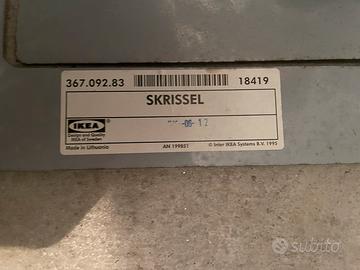 367.092.83
18419
SKRISSEL
IKEA
Design and Quality
IKEA of Sweden
-06-12
Made in Lithuania
AN 199851
© Inter IKEA Systems B.V. 1995
subito